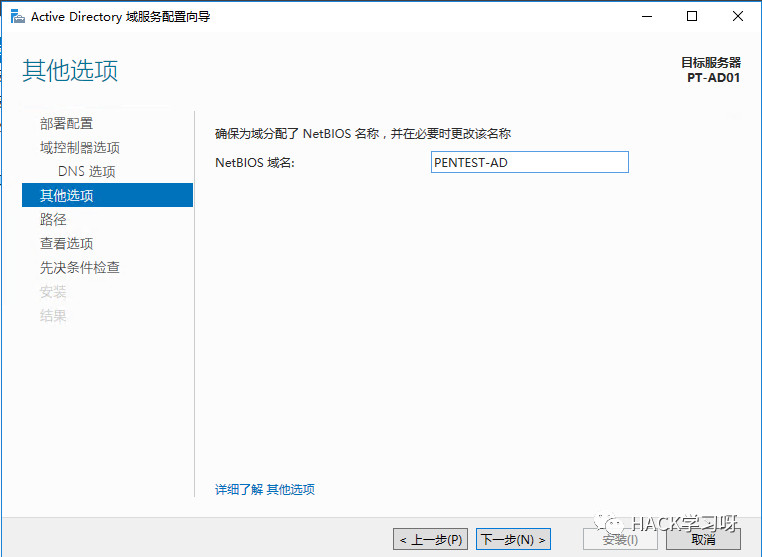 Active Directory 域服务配置向导
其他选项
目标服务器
PT-AD01
部署配置
域控制器选项
DNS 选项
其他选项
路径
查看选项
先决条件检查
安装
结果
确保为域分配了 NetBIOS 名称，并在必要时更改该名称
NetBIOS 域名: PENTEST-AD
详细了解 其他选项
< 上一步(P) 下一步(N) > 安装(I) 取消
HACK学习呀